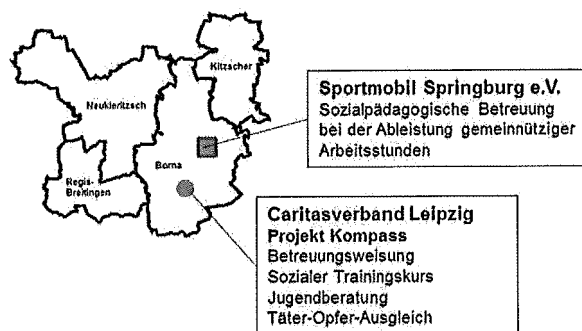 Kitzscher
Neukieritzsch
Regis-
Breitingen
Borna
Sportmobil Springburg e.V.
Sozialpädagogische Betreuung
bei der Ableistung gemeinnütziger
Arbeitsstunden
Caritasverband Leipzig
Projekt Kompass
Betreuungsweisung
Sozialer Trainingskurs
Jugendberatung
Täter-Opfer-Ausgleich